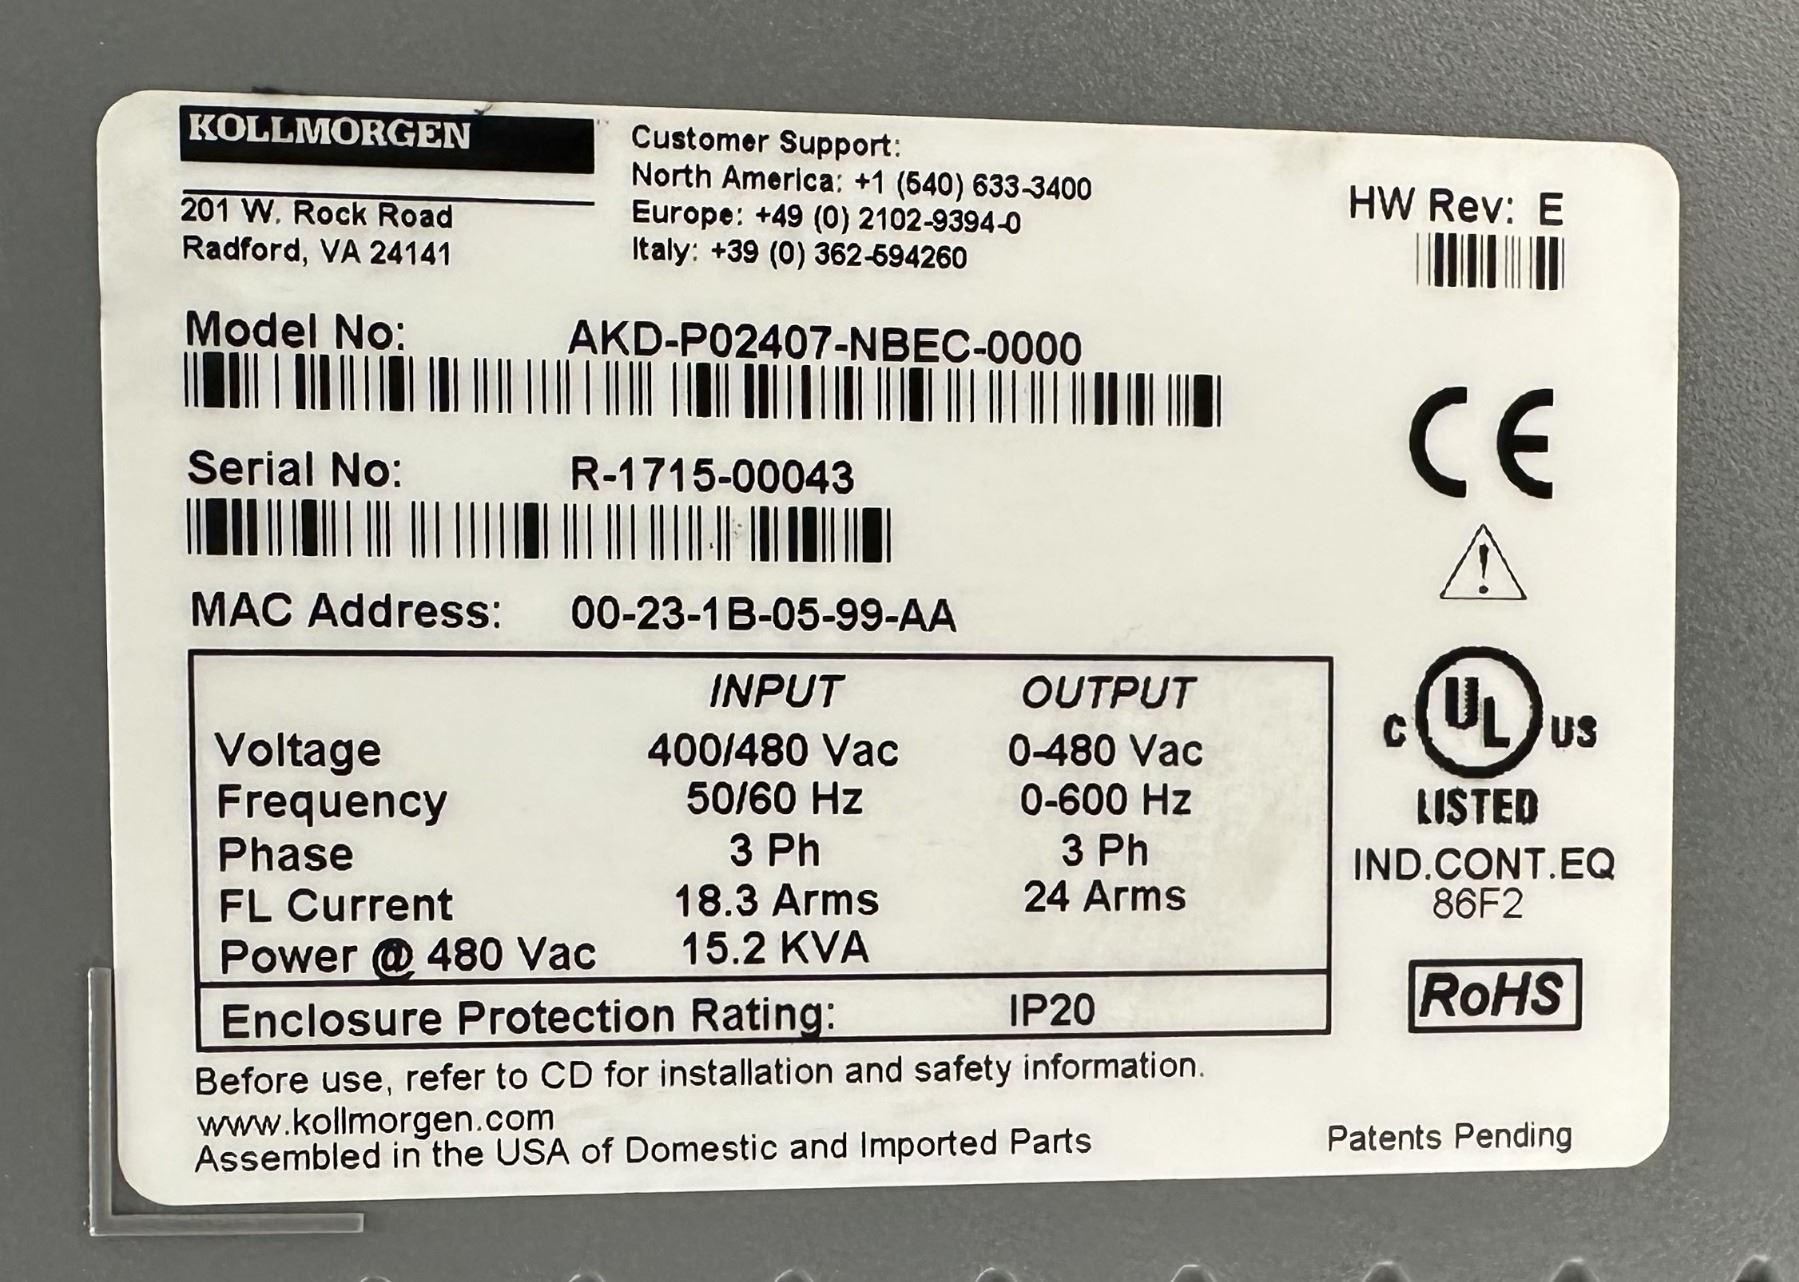 KOLLMORGEN
201 W. Rock Road
Radford, VA 24141
Customer Support:
North America: +1 (540) 633-3400
Europe: +49 (0) 2102-9394-0
Italy: +39 (0) 362-594260
HW Rev: E
Model No: AKD-P02407-NBEC-0000
Serial No: R-1715-00043
MAC Address: 00-23-1B-05-99-AA
INPUT OUTPUT
Voltage 400/480 Vac 0-480 Vac
Frequency 50/60 Hz 0-600 Hz
Phase 3 Ph 3 Ph
FL Current 18.3 Arms 24 Arms
Power @ 480 Vac 15.2 KVA
Enclosure Protection Rating: IP20
Before use, refer to CD for installation and safety information.
www.kollmorgen.com
Assembled in the USA of Domestic and Imported Parts
CE
!
C UL US
LISTED
IND.CONT.EQ
86F2
RoHS
Patents Pending